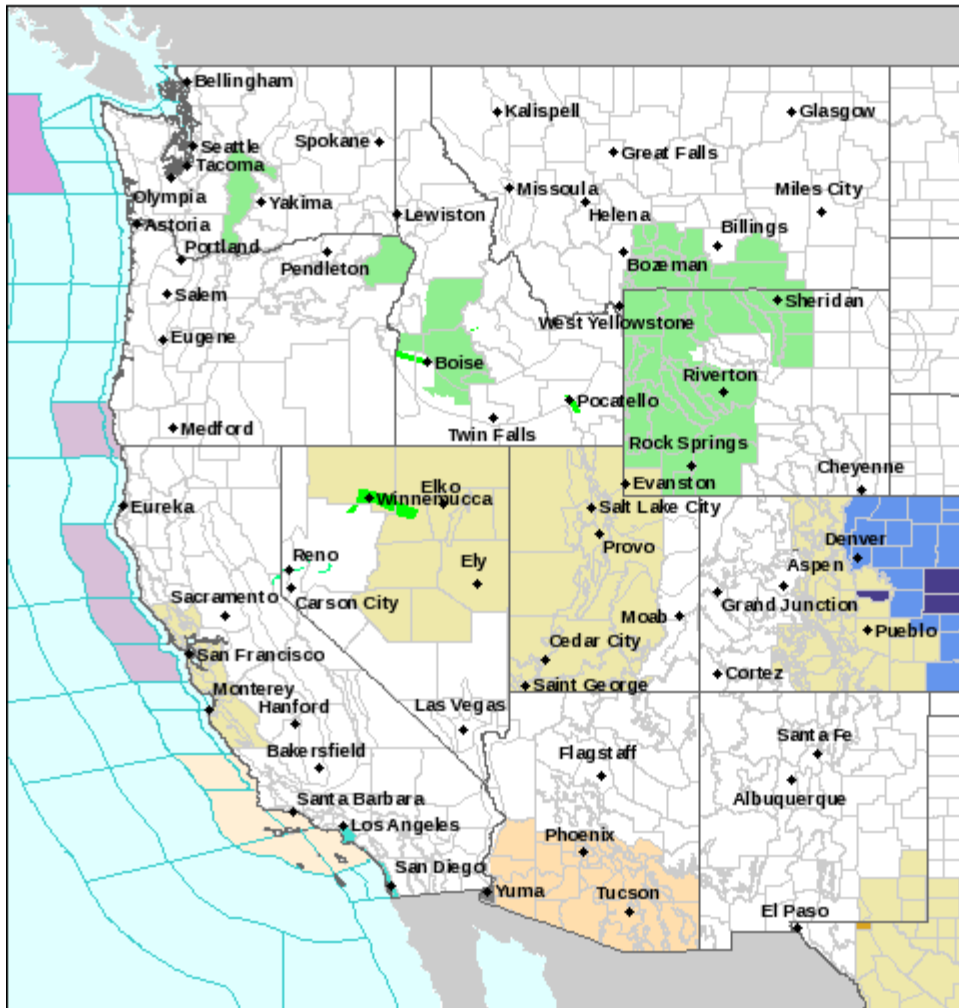 Bellingham
Kalispell
Glasgow
Seattle
Spokane
Great Falls
Tacoma
Missoula
Miles City
Olympia
Yakima
Lewiston
Helena
Astoria
Billings
Portland
Pendleton
Bozeman
Salem
Sheridan
West Yellowstone
Eugene
Boise
Riverton
Pocatello
Medford
Twin Falls
Rock Springs
Cheyenne
Evanston
Elko
Winnemucca
Eureka
Salt Lake City
Provo
Denver
Reno
Ely
Aspen
Sacramento
Carson City
Grand Junction
Moab
Pueblo
San Francisco
Cedar City
Cortez
Saint George
Monterey
Hanford
Las Vegas
Bakersfield
Flagstaff
Santa Fe
Albuquerque
Santa Barbara
Los Angeles
Phoenix
San Diego
Yuma
Tucson
El Paso